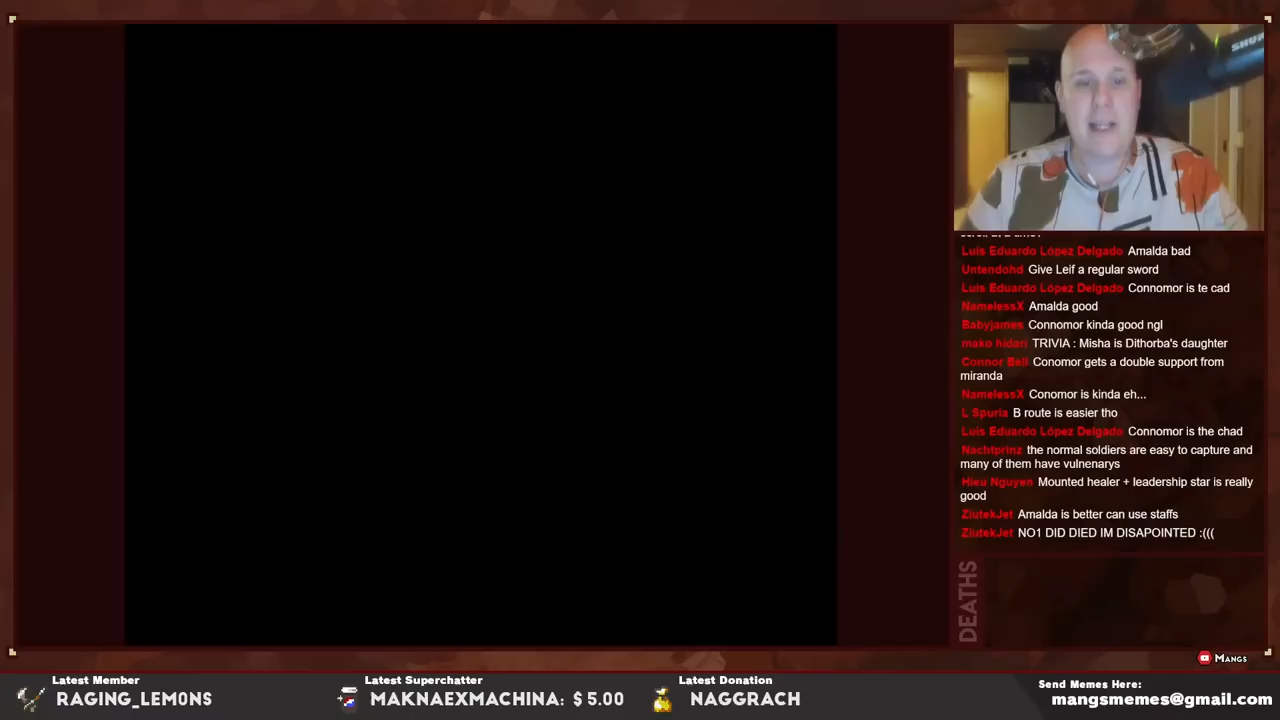 SHUR
Luis Eduardo López Delgado Amalda bad
Untendohd Give Leif a regular sword
Luis Eduardo López Delgado Connomor is te cad
NamelessX Amalda good
Babyjames Connomor kinda good ngl
mako hidari TRIVIA : Misha is Dithorba's daughter
Connor Bell Conomor gets a double support from
miranda
NamelessX Conomor is kinda eh...
L Spuria B route is easier tho
Luis Eduardo López Delgado Connomor is the chad
Nachtprinz the normal soldiers are easy to capture and
many of them have vulnenarys
Hieu Nguyen Mounted healer + leadership star is really
good
ZiutekJet Amalda is better can use staffs
ZiutekJet NO1 DID DIED IM DISAPOINTED :(((
DEATHS
MANGS
Latest Member
RAGING_LEM0NS
Latest Superchatter
MAKNAEXMACHINA: $ 5.00
Latest Donation
NAGGRACH
Send Memes Here:
mangsmemes@gmail.com